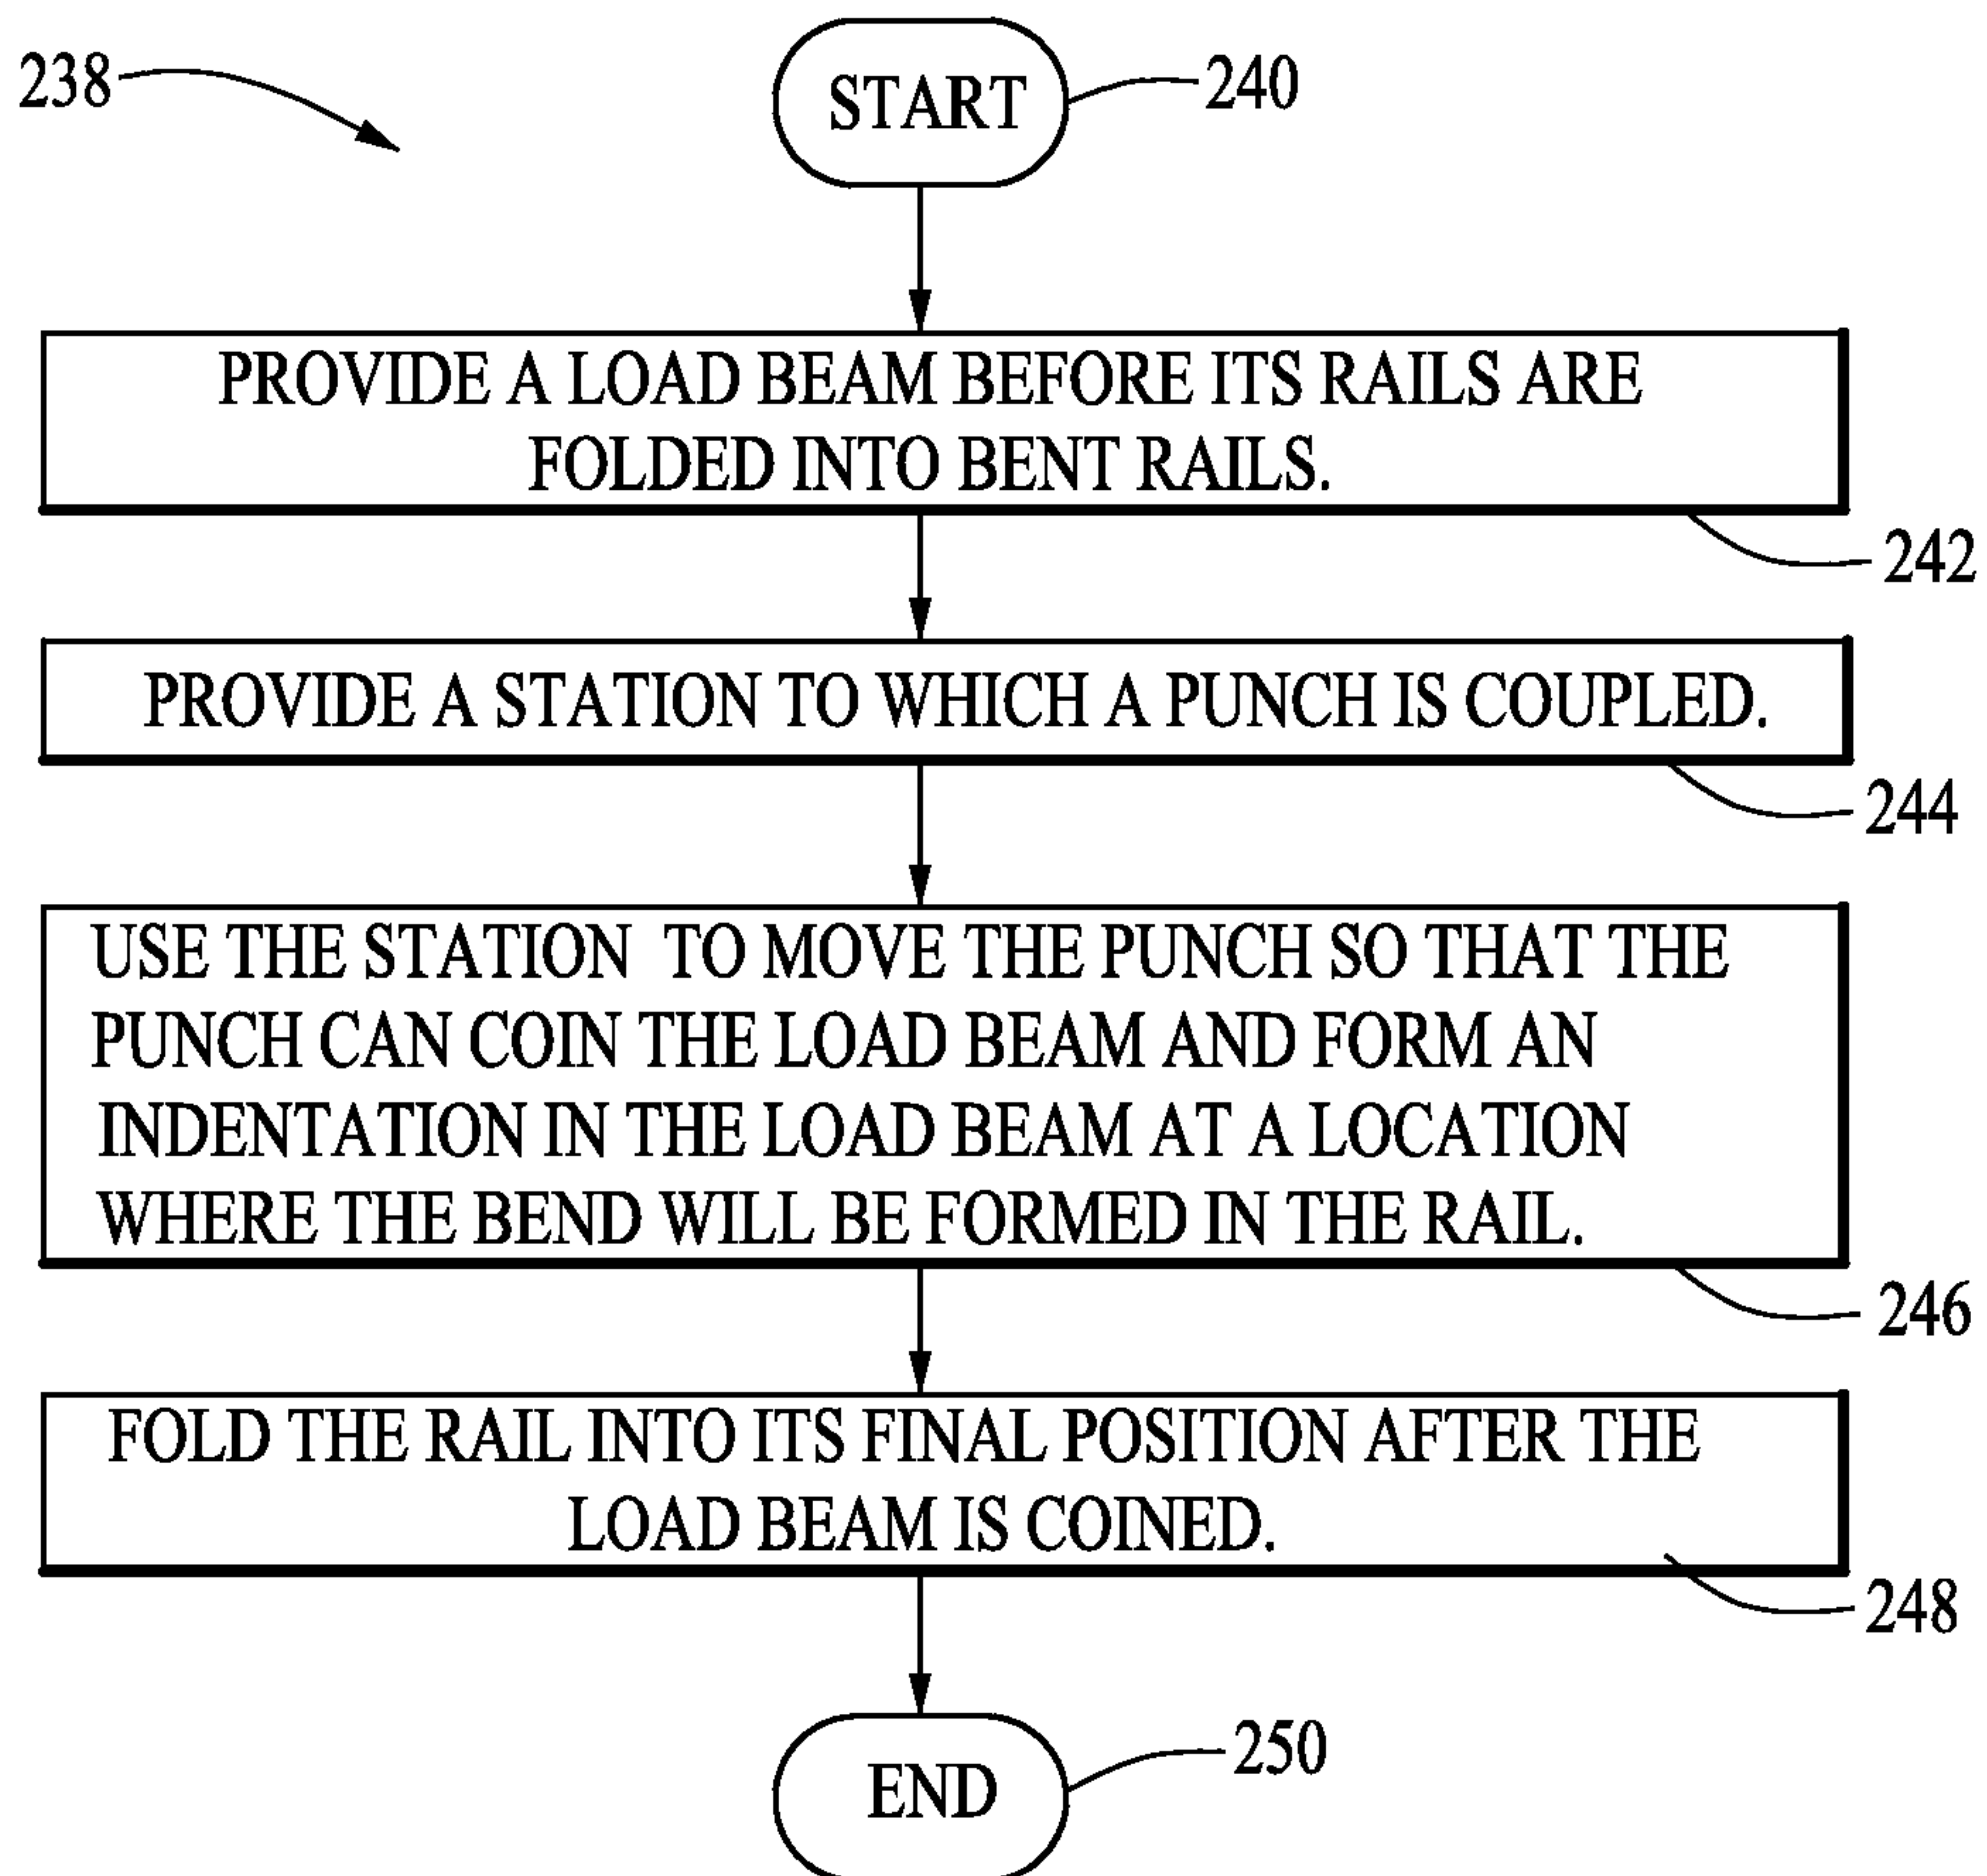 238
START
240
PROVIDE A LOAD BEAM BEFORE ITS RAILS ARE
FOLDED INTO BENT RAILS.
242
PROVIDE A STATION TO WHICH A PUNCH IS COUPLED.
244
USE THE STATION TO MOVE THE PUNCH SO THAT THE
PUNCH CAN COIN THE LOAD BEAM AND FORM AN
INDENTATION IN THE LOAD BEAM AT A LOCATION
WHERE THE BEND WILL BE FORMED IN THE RAIL.
246
FOLD THE RAIL INTO ITS FINAL POSITION AFTER THE
LOAD BEAM IS COINED.
248
END
250